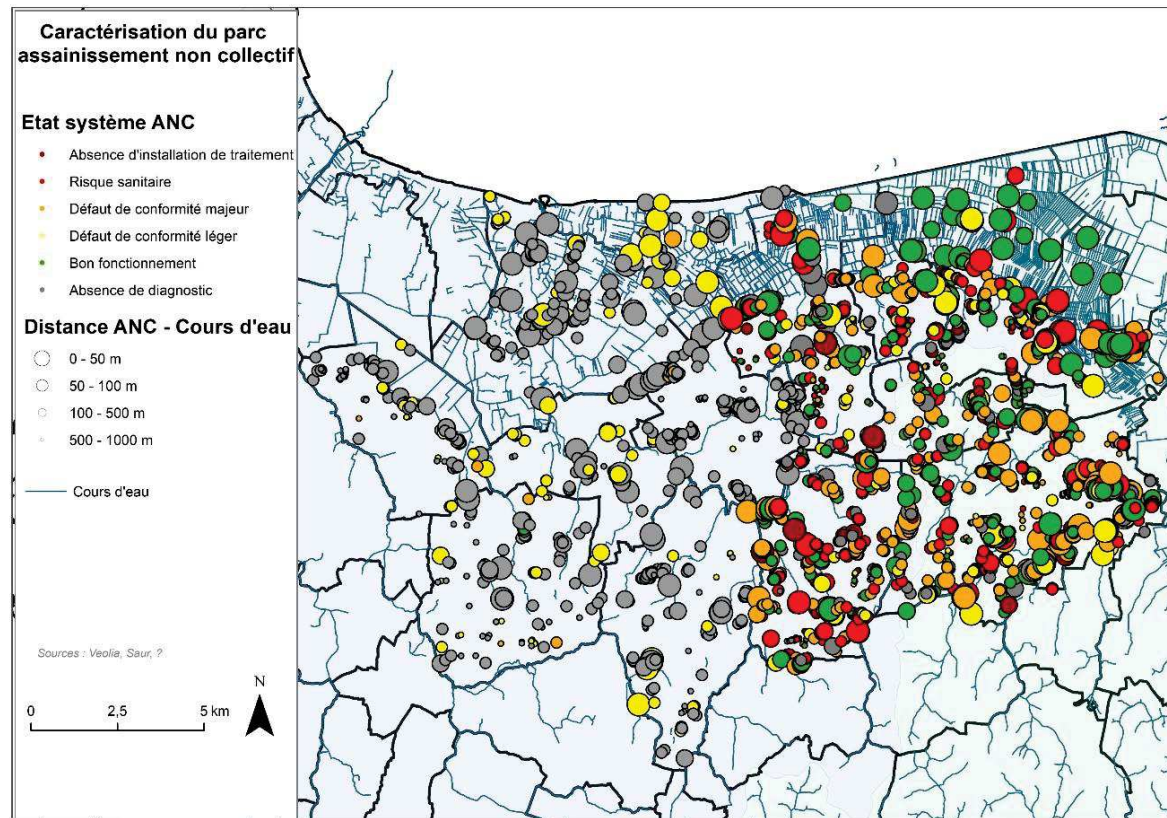 Caractérisation du parc
assainissement non collectif
Etat système ANC
Absence d'installation de traitement
Risque sanitaire
Défaut de conformité majeur
Défaut de conformité léger
Bon fonctionnement
Absence de diagnostic
Distance ANC - Cours d'eau
0 - 50 m
50 - 100 m
100 - 500 m
500 - 1000 m
Cours d'eau
Sources : Veolia, Saur, ?
N
0 2,5 5 km